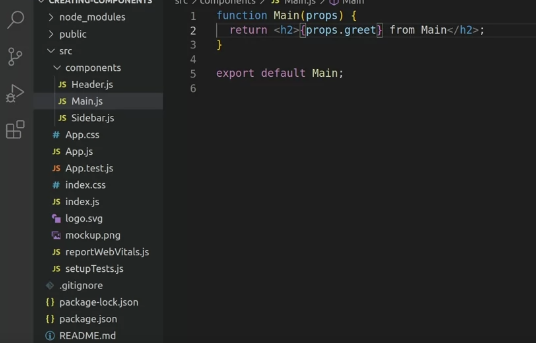 CREATING-COMPONENTS
node_modules
public
src
components
JS Header.js
JS Main.js
JS Sidebar.js
# App.css
JS App.js
JS App.test.js
# index.css
JS index.js
logo.svg
mockup.png
JS reportWebVitals.js
JS setupTests.js
.gitignore
{} package-lock.json
{} package.json
README.md
src > components > JS Main.js > Main
1 function Main(props) {
2 return <h2>{props.greet} from Main</h2>;
3 }
4
5 export default Main;
6